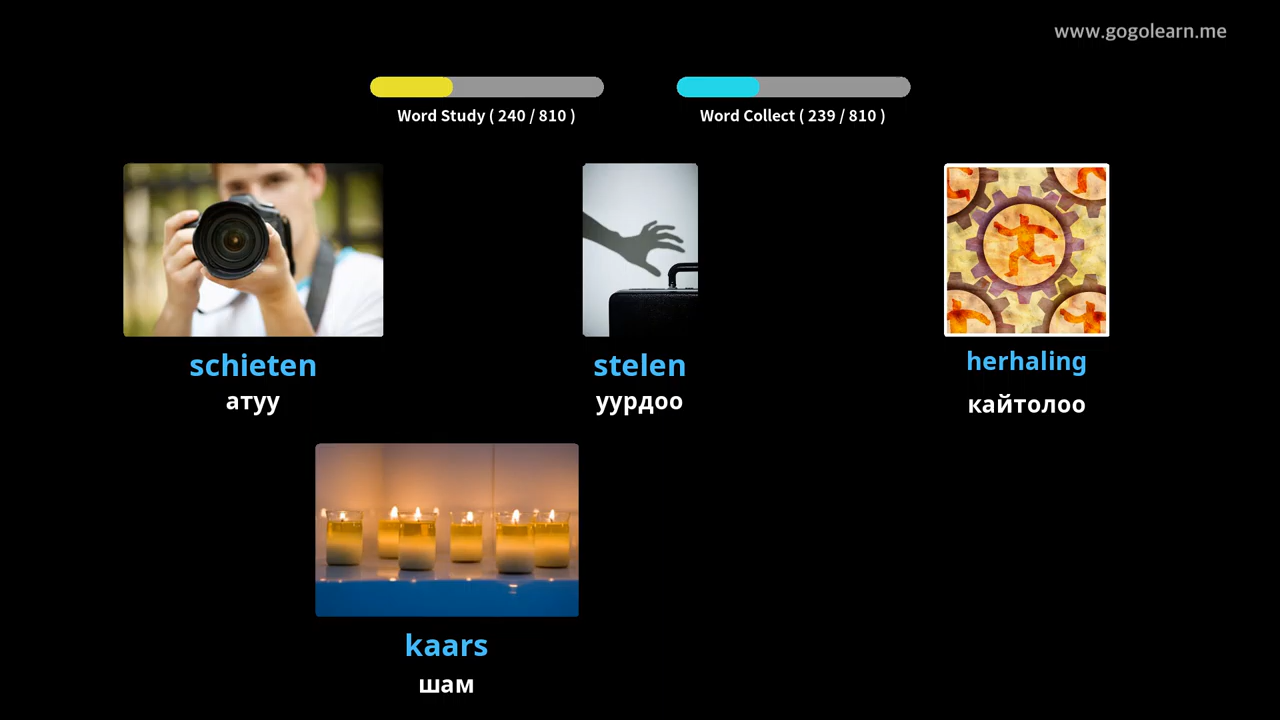 www.gogolearn.me
Word Study ( 240 / 810 )
Word Collect ( 239 / 810 )
schieten
атуу
stelen
уурдоо
herhaling
кайтолоо
kaars
шам